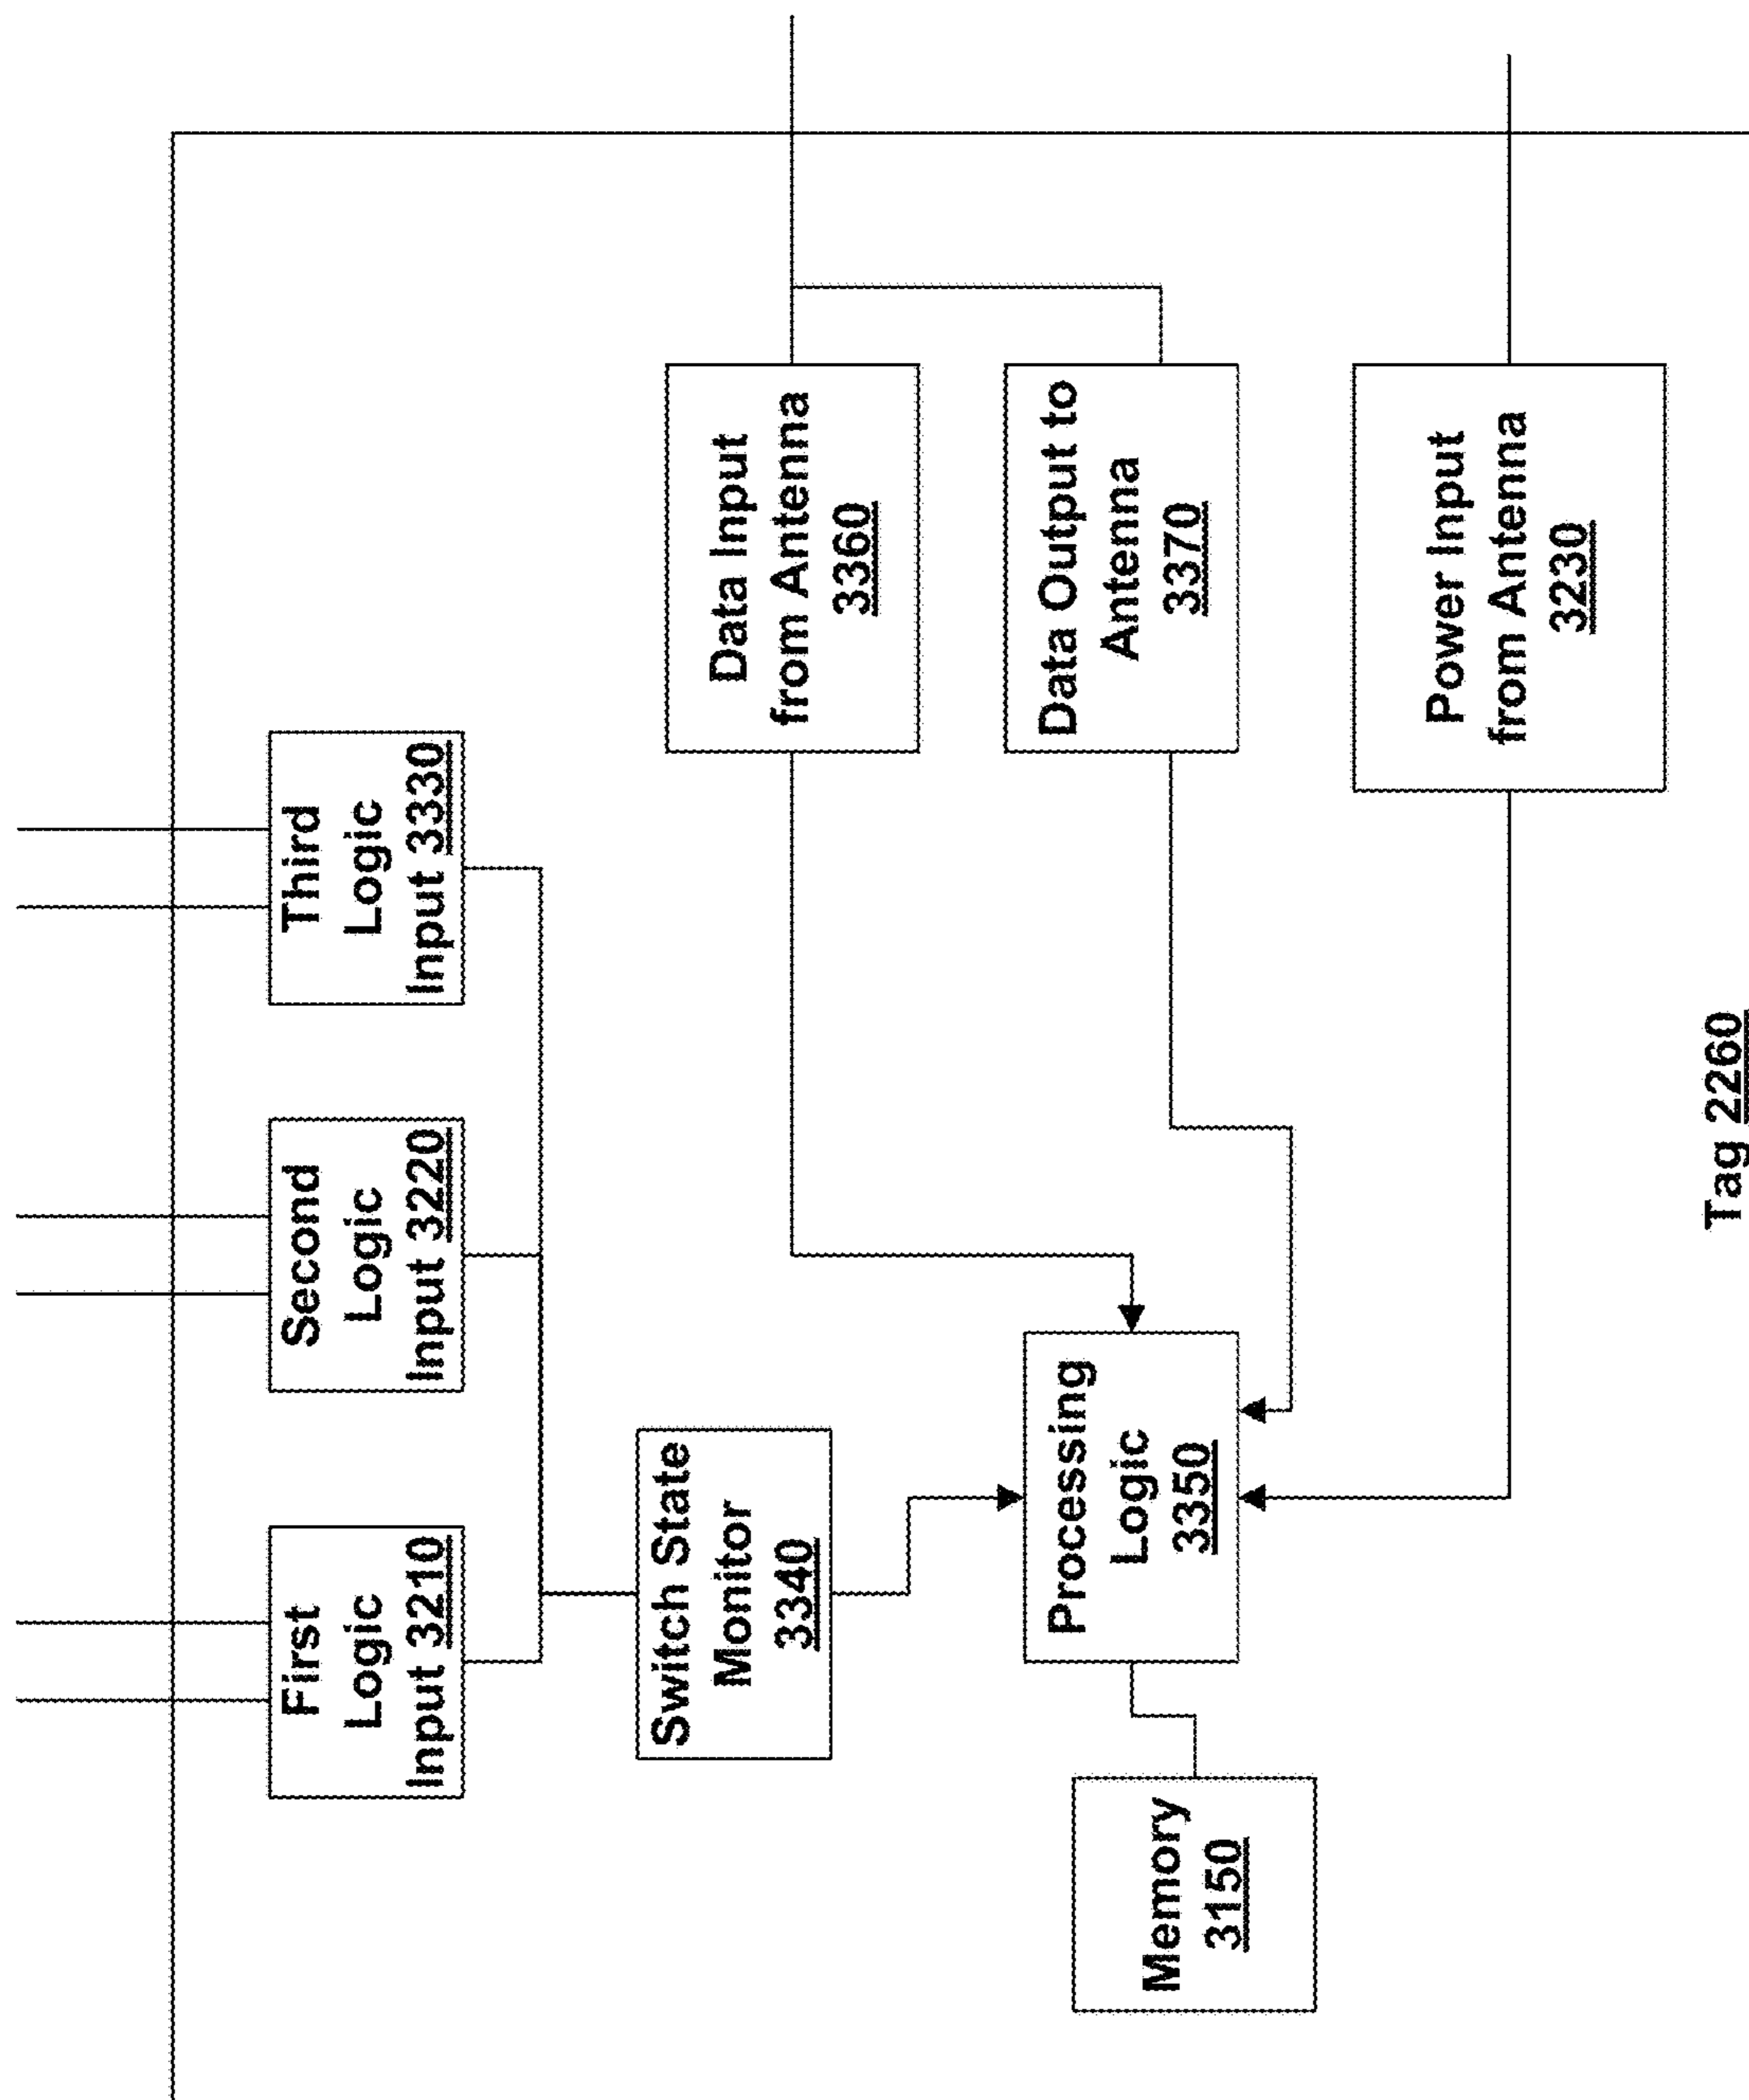 First
Logic
Input 3210
Second
Logic
Input 3220
Third
Logic
Input 3330
Switch State
Monitor
3340
Data Input
from Antenna
3360
Data Output to
Antenna
3370
Processing
Logic
3350
Memory
3150
Power Input
from Antenna
3230
Tag 2260